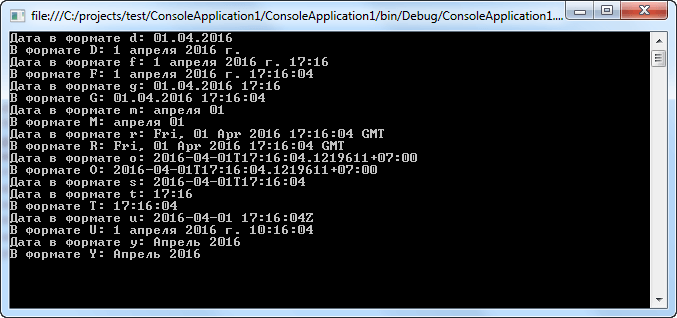 file:///C:/projects/test/ConsoleApplication1/ConsoleApplication1/bin/Debug/ConsoleApplication1....
Дата в формате d: 01.04.2016
В формате D: 1 апреля 2016 г.
Дата в формате f: 1 апреля 2016 г. 17:16
В формате F: 1 апреля 2016 г. 17:16:04
Дата в формате g: 01.04.2016 17:16
В формате G: 01.04.2016 17:16:04
Дата в формате m: апреля 01
В формате M: апреля 01
Дата в формате r: Fri, 01 Apr 2016 17:16:04 GMT
В формате R: Fri, 01 Apr 2016 17:16:04 GMT
Дата в формате o: 2016-04-01T17:16:04.1219611+07:00
В формате O: 2016-04-01T17:16:04.1219611+07:00
Дата в формате s: 2016-04-01T17:16:04
Дата в формате t: 17:16
В формате T: 17:16:04
Дата в формате u: 2016-04-01 17:16:04Z
В формате U: 1 апреля 2016 г. 10:16:04
Дата в формате y: Апрель 2016
В формате Y: Апрель 2016